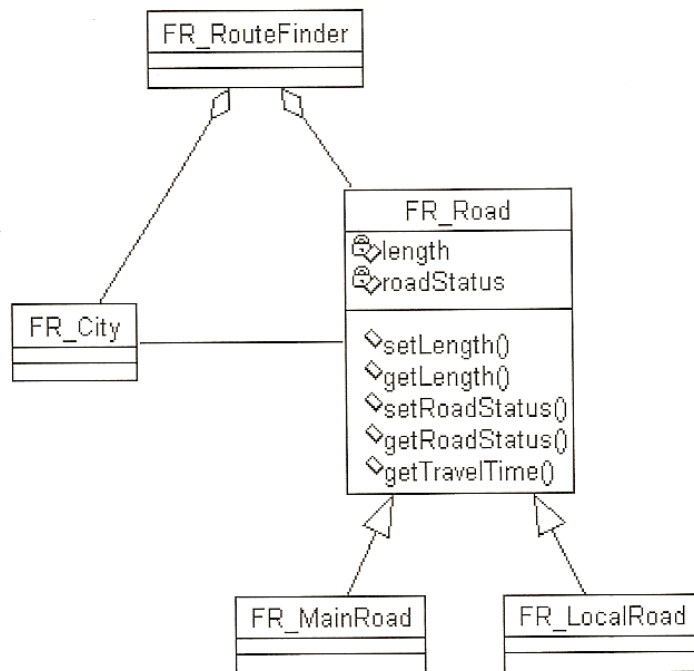 FR_RouteFinder
FR_Road
length
roadStatus
FR_City
setLength()
getLength()
setRoadStatus()
getRoadStatus()
getTravelTime()
FR_MainRoad
FR_LocalRoad